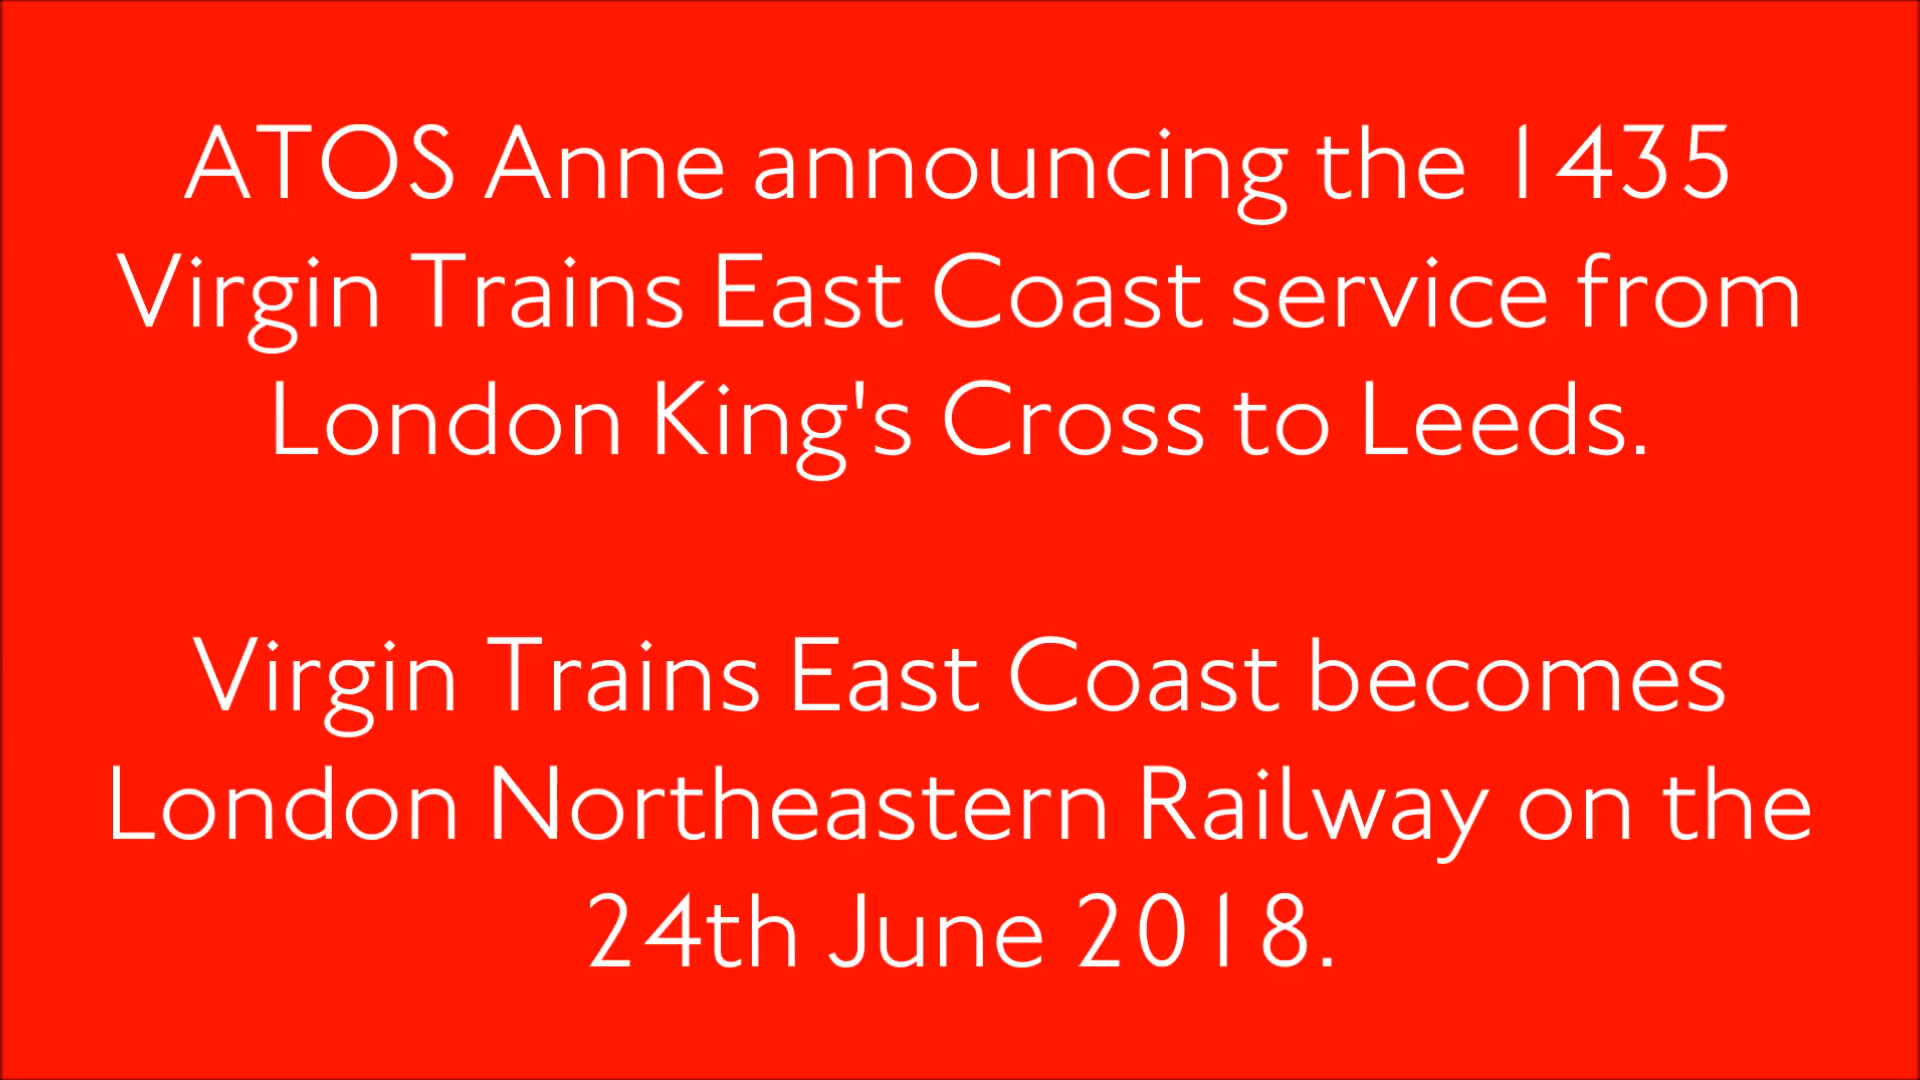 ATOS Anne announcing the 1435
Virgin Trains East Coast service from
London King's Cross to Leeds.
Virgin Trains East Coast becomes
London Northeastern Railway on the
24th June 2018.